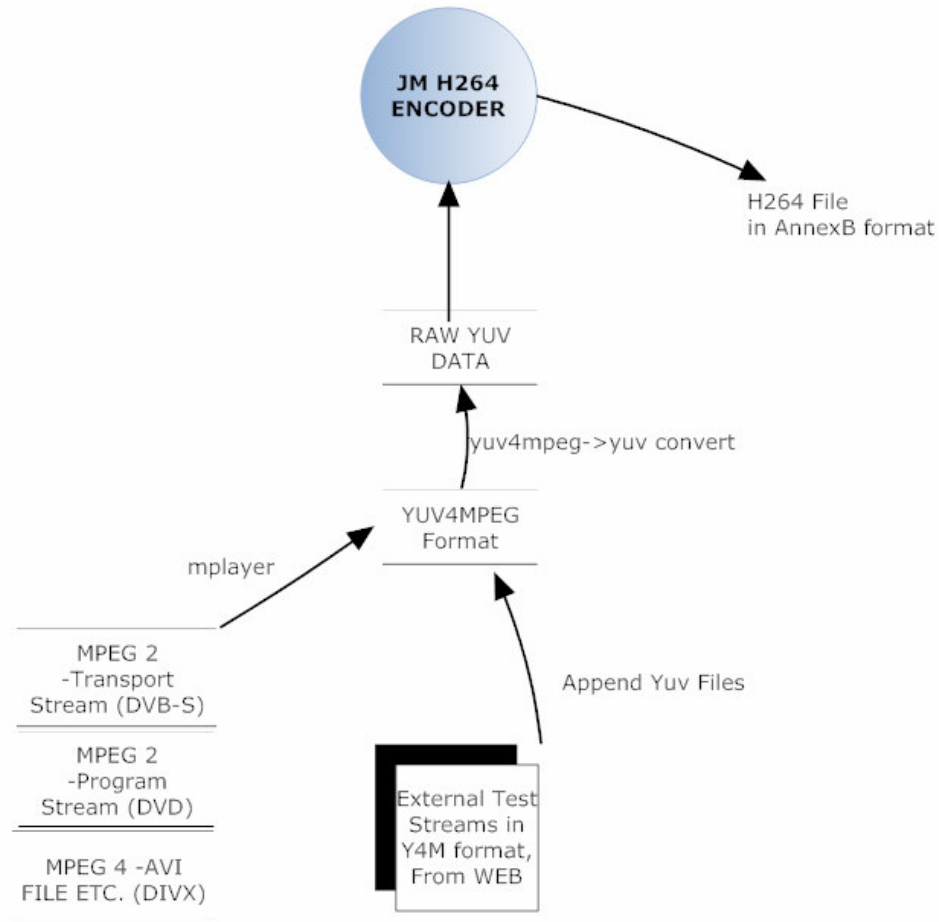 JM H264
ENCODER
H264 File
in AnnexB format
RAW YUV
DATA
yuv4mpeg->yuv convert
YUV4MPEG
Format
mplayer
MPEG 2
-Transport
Stream (DVB-S)
MPEG 2
-Program
Stream (DVD)
MPEG 4 -AVI
FILE ETC. (DIVX)
Append Yuv Files
External Test
Streams in
Y4M format,
From WEB